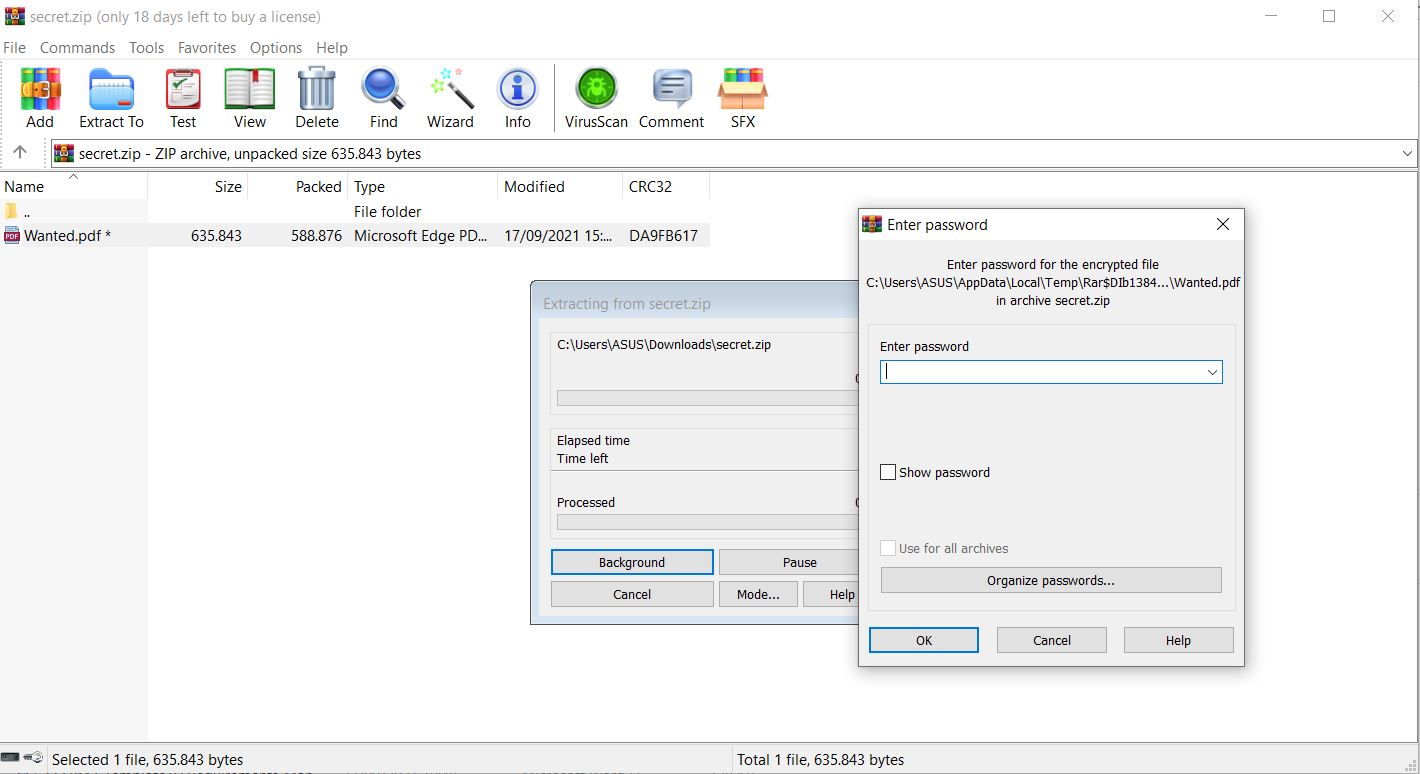 secret.zip (only 18 days left to buy a license)
File Commands Tools Favorites Options Help
Add Extract To Test View Delete Find Wizard Info VirusScan Comment SFX
secret.zip - ZIP archive, unpacked size 635.843 bytes
Name Size Packed Type Modified CRC32
.. File folder
PDF Wanted.pdf * 635.843 588.876 Microsoft Edge PD... 17/09/2021 15:... DA9FB617
Extracting from secret.zip
C:\Users\ASUS\Downloads\secret.zip
Elapsed time
Time left
Processed
Background Pause
Cancel Mode... Help
Enter password
Enter password for the encrypted file
C:\Users\ASUS\AppData\Local\Temp\Rar$DIb1384...\Wanted.pdf
in archive secret.zip
Enter password
Show password
Use for all archives
Organize passwords...
OK Cancel Help
Selected 1 file, 635.843 bytes Total 1 file, 635.843 bytes